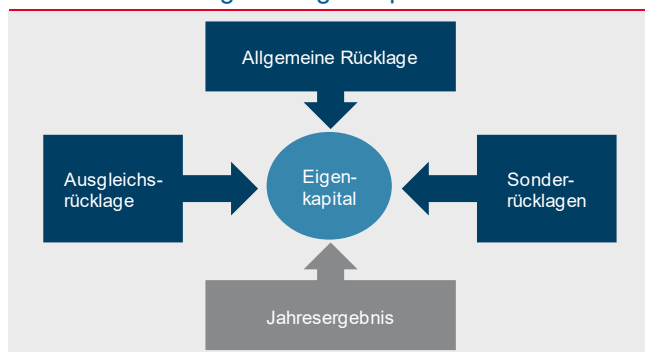 Allgemeine Rücklage
Ausgleichs-
rücklage
Eigen-
kapital
Sonder-
rücklagen
Jahresergebnis